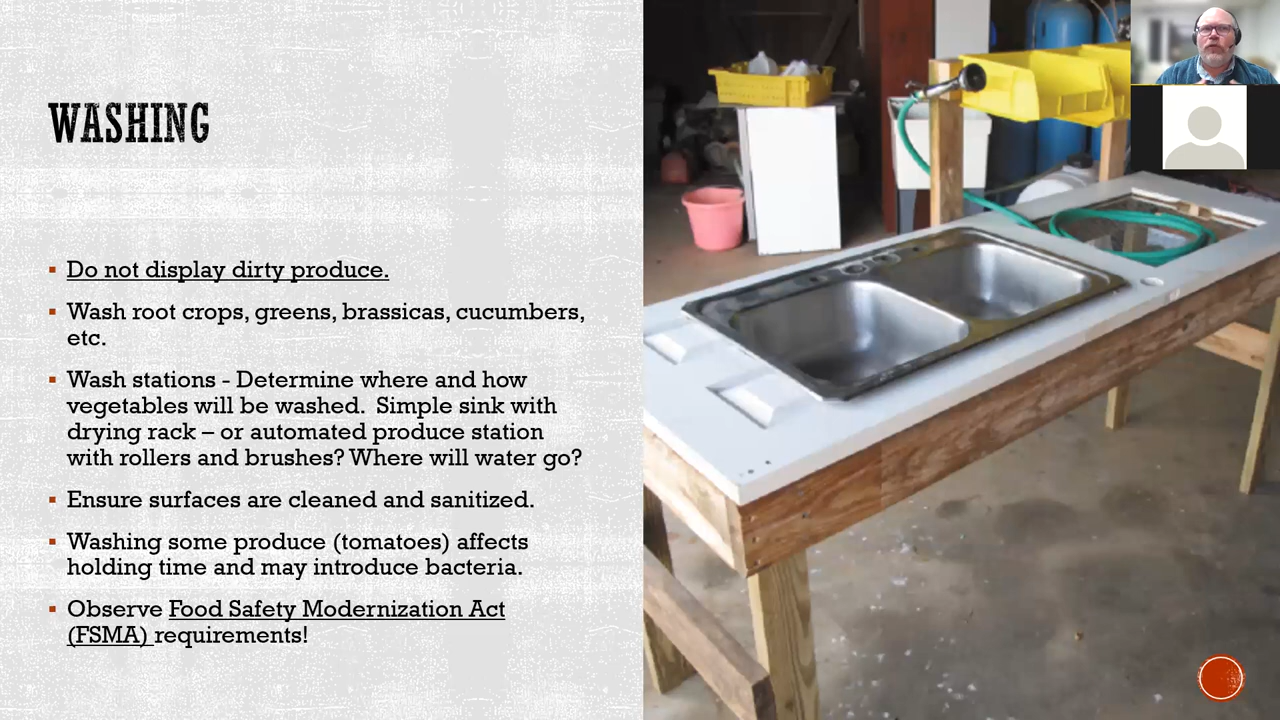 WASHING
Do not display dirty produce.
Wash root crops, greens, brassicas, cucumbers,
etc.
Wash stations - Determine where and how
vegetables will be washed.  Simple sink with
drying rack – or automated produce station
with rollers and brushes? Where will water go?
Ensure surfaces are cleaned and sanitized.
Washing some produce (tomatoes) affects
holding time and may introduce bacteria.
Observe Food Safety Modernization Act
(FSMA) requirements!